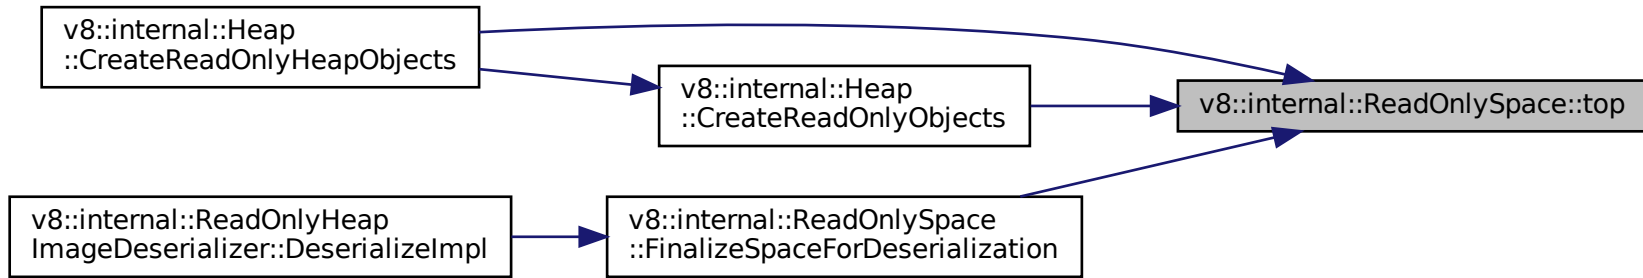 v8::internal::Heap
::CreateReadOnlyHeapObjects
v8::internal::Heap
::CreateReadOnlyObjects
v8::internal::ReadOnlySpace::top
v8::internal::ReadOnlyHeap
ImageDeserializer::DeserializeImpl
v8::internal::ReadOnlySpace
::FinalizeSpaceForDeserialization